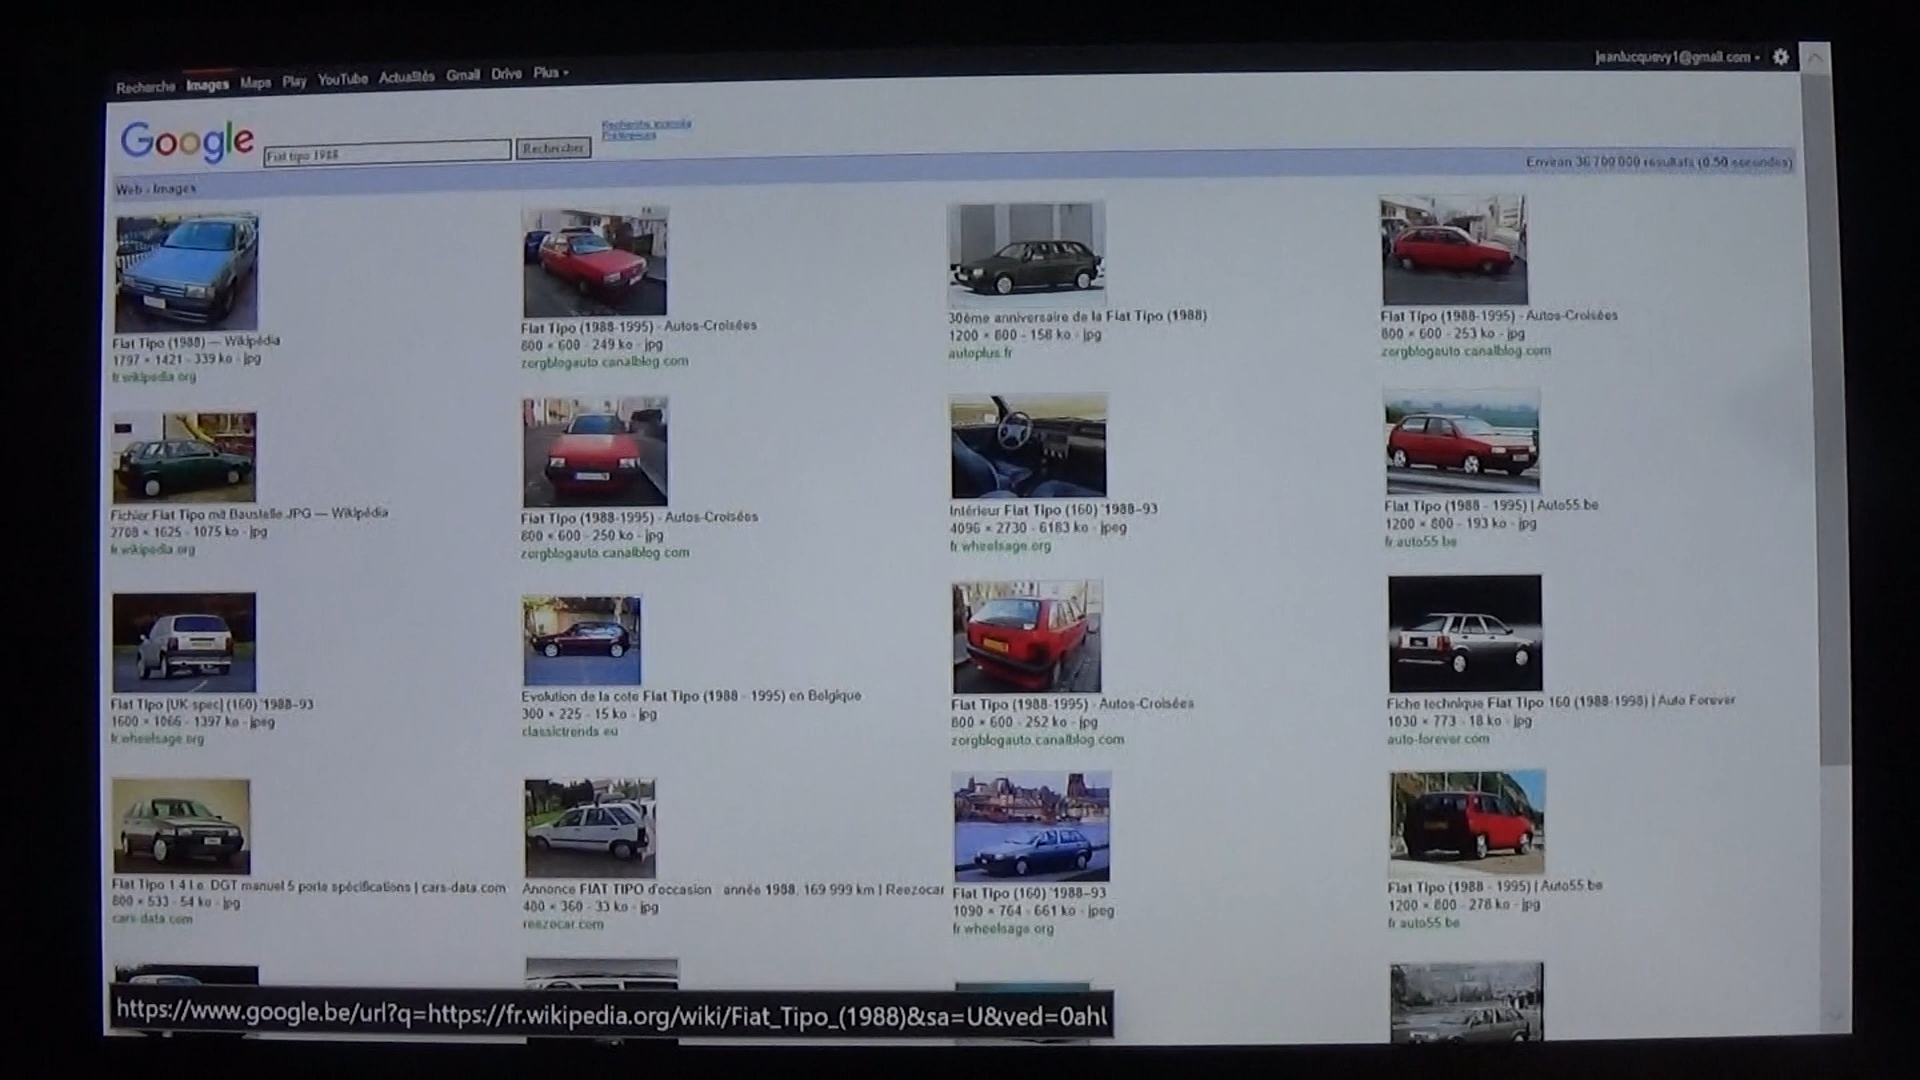 Recherche Images Maps Play YouTube Actualités Gmail Drive Plus
jeanlucquevy1@gmail.com
Google
Fiat tipo 1988
Rechercher
Recherche avancée
Préférences
Web - Images
Environ 36 700 000 résultats (0.50 secondes)
Fiat Tipo (1988) — Wikipédia
1797 × 1421 - 339 ko - jpg
fr.wikipedia.org
Fiat Tipo (1988-1995) - Autos-Croisées
800 × 600 - 249 ko - jpg
zorgblogauto.canalblog.com
30ème anniversaire de la Fiat Tipo (1988)
1200 × 800 - 158 ko - jpg
autoplus.fr
Fiat Tipo (1988-1995) - Autos-Croisées
800 × 600 - 253 ko - jpg
zorgblogauto.canalblog.com
Fichier:Fiat Tipo mit Baustelle.JPG — Wikipédia
2708 × 1625 - 1075 ko - jpg
fr.wikipedia.org
Fiat Tipo (1988-1995) - Autos-Croisées
800 × 600 - 250 ko - jpg
zorgblogauto.canalblog.com
Intérieur Fiat Tipo (160) '1988–93
4096 × 2730 - 6183 ko - jpeg
fr.wheelsage.org
Fiat Tipo (1988 - 1995) | Auto55.be
1200 × 800 - 193 ko - jpg
fr.auto55.be
Fiat Tipo [UK-spec] (160) '1988–93
1600 × 1066 - 1397 ko - jpeg
fr.wheelsage.org
Evolution de la cote Fiat Tipo (1988 - 1995) en Belgique
300 × 225 - 15 ko - jpg
classictrends.eu
Fiat Tipo (1988-1995) - Autos-Croisées
800 × 600 - 252 ko - jpg
zorgblogauto.canalblog.com
Fiche technique Fiat Tipo 160 (1988-1998) | Auto Forever
1030 × 773 - 18 ko - jpg
auto-forever.com
Fiat Tipo 1.4 i.e. DGT manuel 5 porte spécifications | cars-data.com
800 × 533 - 54 ko - jpg
cars-data.com
Annonce FIAT TIPO d'occasion : année 1988, 169 999 km | Reezocar
480 × 360 - 33 ko - jpg
reezocar.com
Fiat Tipo (160) '1988–93
1090 × 764 - 661 ko - jpeg
fr.wheelsage.org
Fiat Tipo (1988 - 1995) | Auto55.be
1200 × 800 - 278 ko - jpg
fr.auto55.be
https://www.google.be/url?q=https://fr.wikipedia.org/wiki/Fiat_Tipo_(1988)&sa=U&ved=0ahl